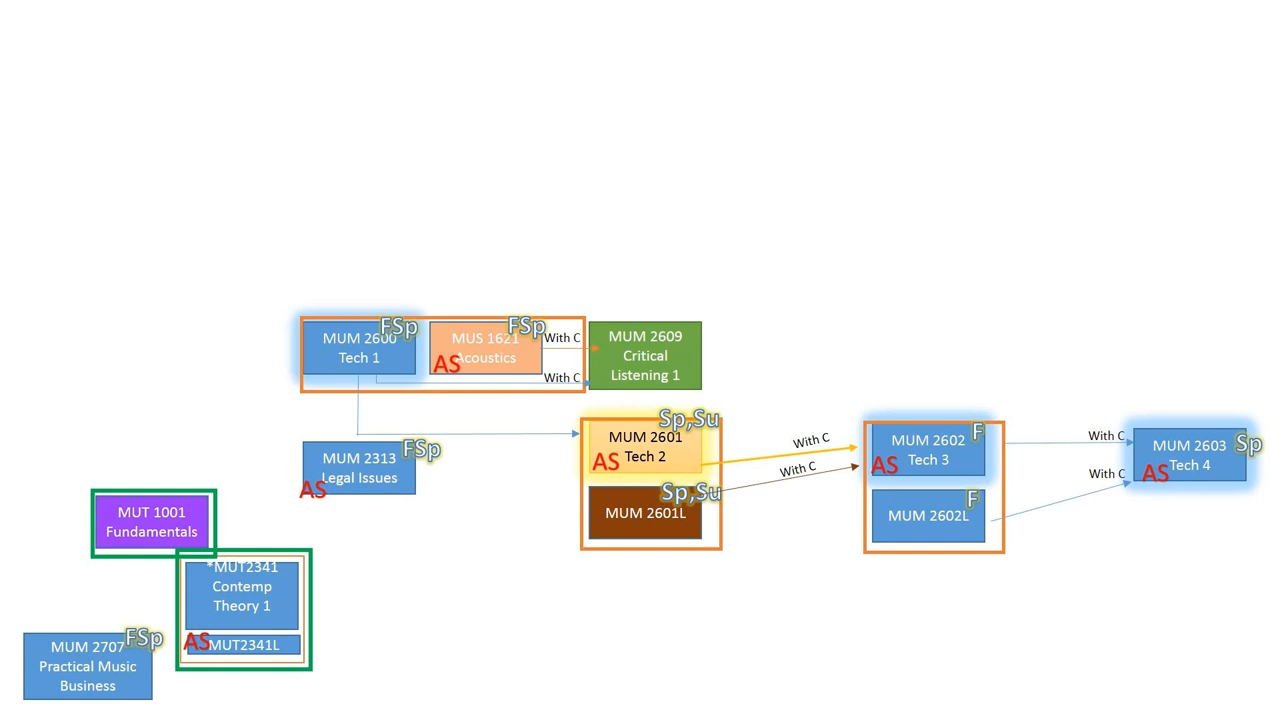 FSp
MUM 2600
Tech 1
FSp
MUS 1621
Acoustics
AS
With C
With C
MUM 2609
Critical
Listening 1
Sp,Su
MUM 2601
Tech 2
AS
With C
F
MUM 2602
Tech 3
AS
With C
Sp
MUM 2603
Tech 4
AS
FSp
MUM 2313
Legal Issues
AS
Sp,Su
MUM 2601L
With C
F
MUM 2602L
With C
MUT 1001
Fundamentals
*MUT2341
Contemp
Theory 1
AS
MUT2341L
FSp
MUM 2707
Practical Music
Business